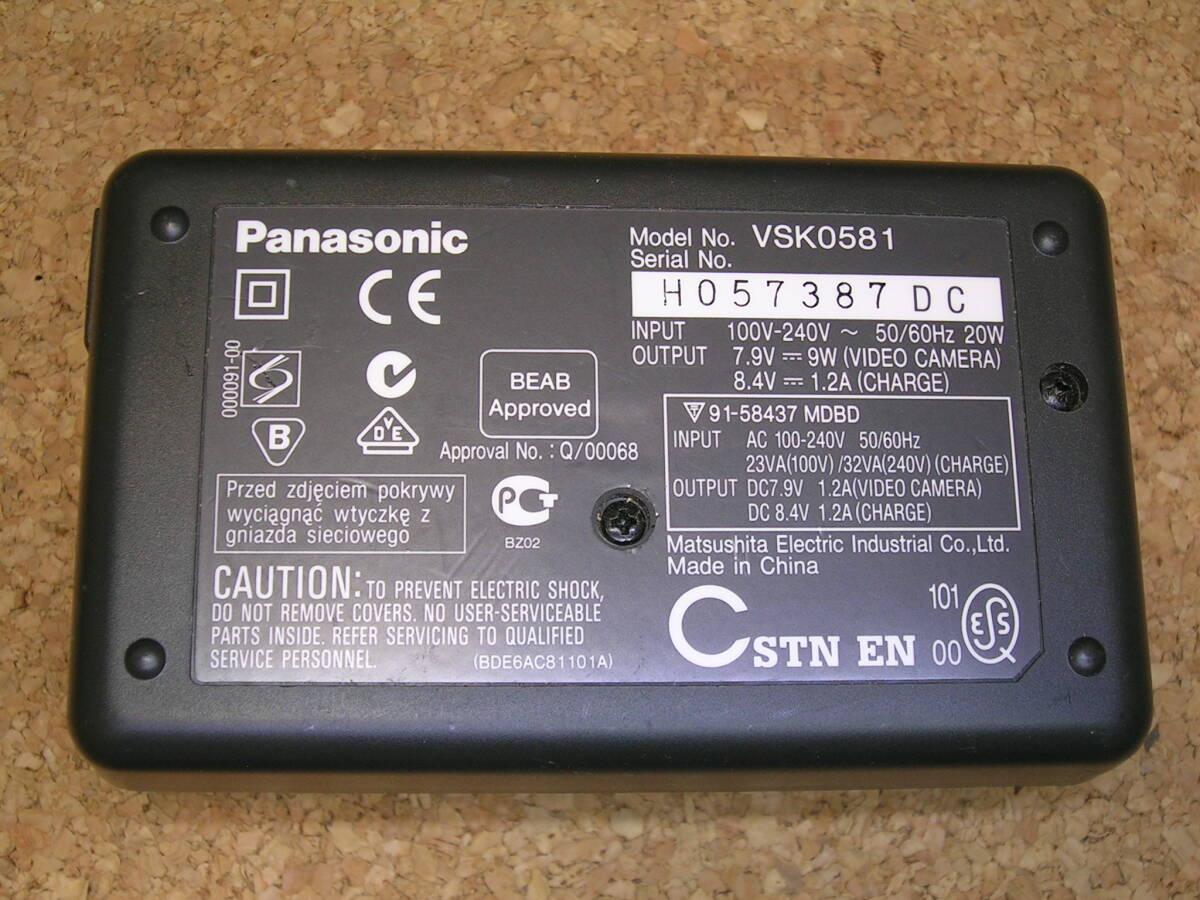 Panasonic
Model No. VSK0581
Serial No.
H057387DC
INPUT 100V-240V ~ 50/60Hz 20W
OUTPUT 7.9V ⎓ 9W (VIDEO CAMERA)
8.4V ⎓ 1.2A (CHARGE)
CE
000091-00
S
B
DVE
BEAB
Approved
Approval No. : Q/00068
91-58437 MDBD
INPUT AC 100-240V 50/60Hz
23VA(100V) /32VA(240V) (CHARGE)
OUTPUT DC7.9V 1.2A(VIDEO CAMERA)
DC 8.4V 1.2A(CHARGE)
Przed zdjęciem pokrywy
wyciągnąć wtyczkę z
gniazda sieciowego
PCT
BZ02
Matsushita Electric Industrial Co.,Ltd.
Made in China
CAUTION: TO PREVENT ELECTRIC SHOCK,
DO NOT REMOVE COVERS. NO USER-SERVICEABLE
PARTS INSIDE. REFER SERVICING TO QUALIFIED
SERVICE PERSONNEL. (BDE6AC81101A)
C STN EN
101
00
ESS